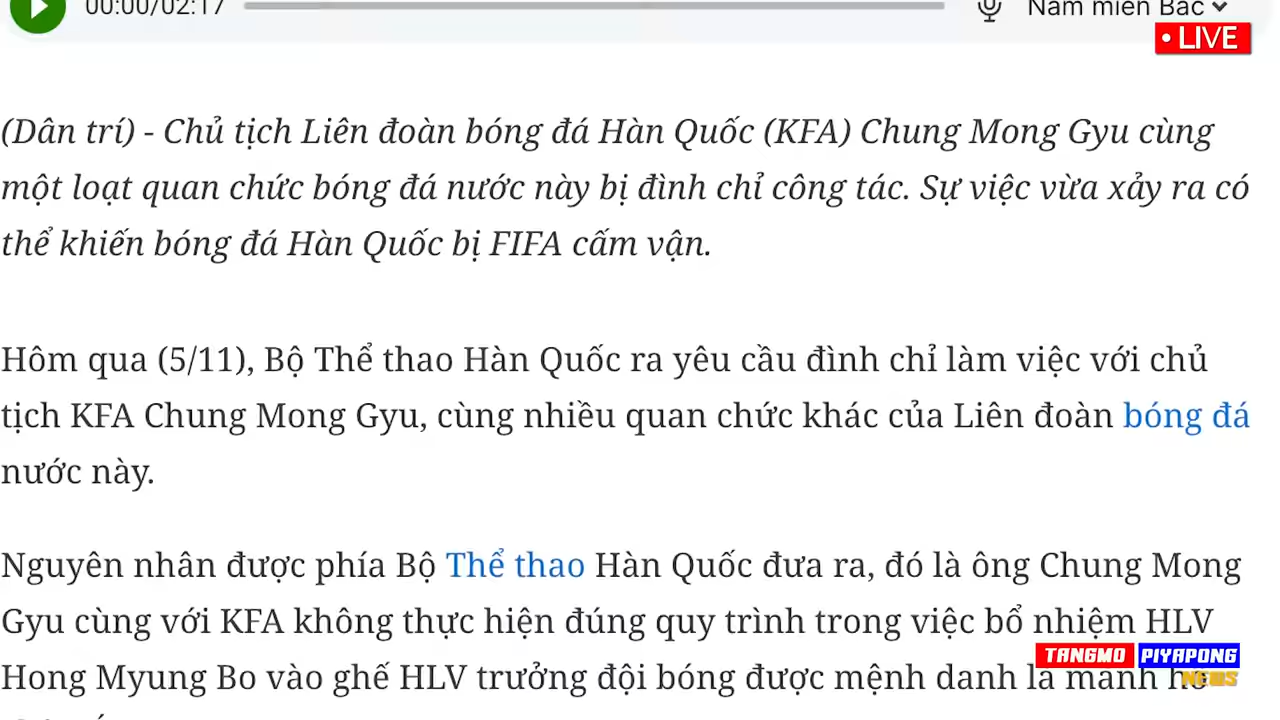 00:00/02:17
Nam miền Bắc
• LIVE
(Dân trí) - Chủ tịch Liên đoàn bóng đá Hàn Quốc (KFA) Chung Mong Gyu cùng
một loạt quan chức bóng đá nước này bị đình chỉ công tác. Sự việc vừa xảy ra có
thể khiến bóng đá Hàn Quốc bị FIFA cấm vận.
Hôm qua (5/11), Bộ Thể thao Hàn Quốc ra yêu cầu đình chỉ làm việc với chủ
tịch KFA Chung Mong Gyu, cùng nhiều quan chức khác của Liên đoàn bóng đá
nước này.
Nguyên nhân được phía Bộ Thể thao Hàn Quốc đưa ra, đó là ông Chung Mong
Gyu cùng với KFA không thực hiện đúng quy trình trong việc bổ nhiệm HLV
Hong Myung Bo vào ghế HLV trưởng đội bóng được mệnh danh là mãnh hổ
TANGMO PIYAPONG
NEWS